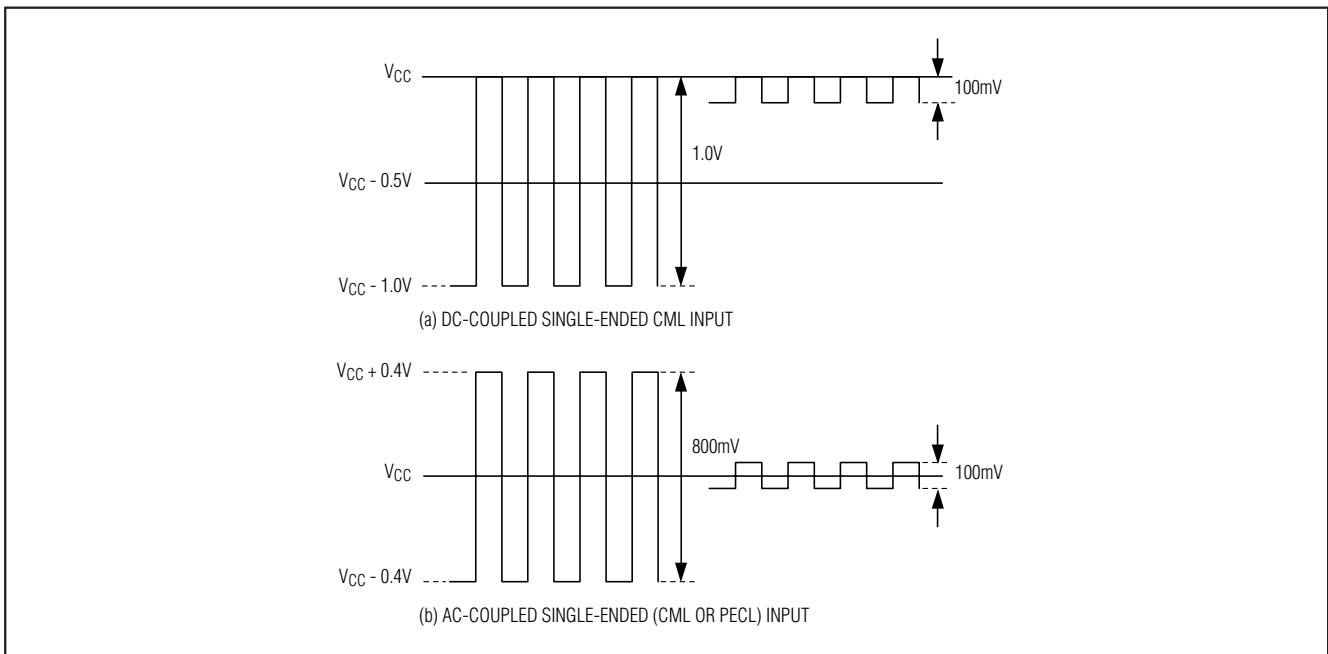 VCC
100mV
1.0V
VCC - 0.5V
VCC - 1.0V
(a) DC-COUPLED SINGLE-ENDED CML INPUT
VCC + 0.4V
800mV
VCC
100mV
VCC - 0.4V
(b) AC-COUPLED SINGLE-ENDED (CML OR PECL) INPUT